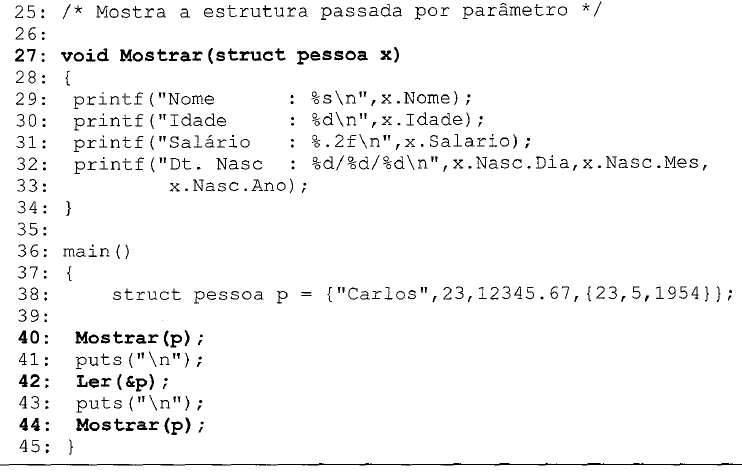 25: /* Mostra a estrutura passada por parâmetro */
26:
27: void Mostrar(struct pessoa x)
28: {
29:  printf("Nome      : %s\n",x.Nome);
30:  printf("Idade     : %d\n",x.Idade);
31:  printf("Salário   : %.2f\n",x.Salario);
32:  printf("Dt. Nasc  : %d/%d/%d\n",x.Nasc.Dia,x.Nasc.Mes,
33:         x.Nasc.Ano);
34: }
35:
36: main()
37: {
38:     struct pessoa p = {"Carlos",23,12345.67,{23,5,1954}};
39:
40:  Mostrar(p);
41:  puts("\n");
42:  Ler(&p);
43:  puts("\n");
44:  Mostrar(p);
45: }